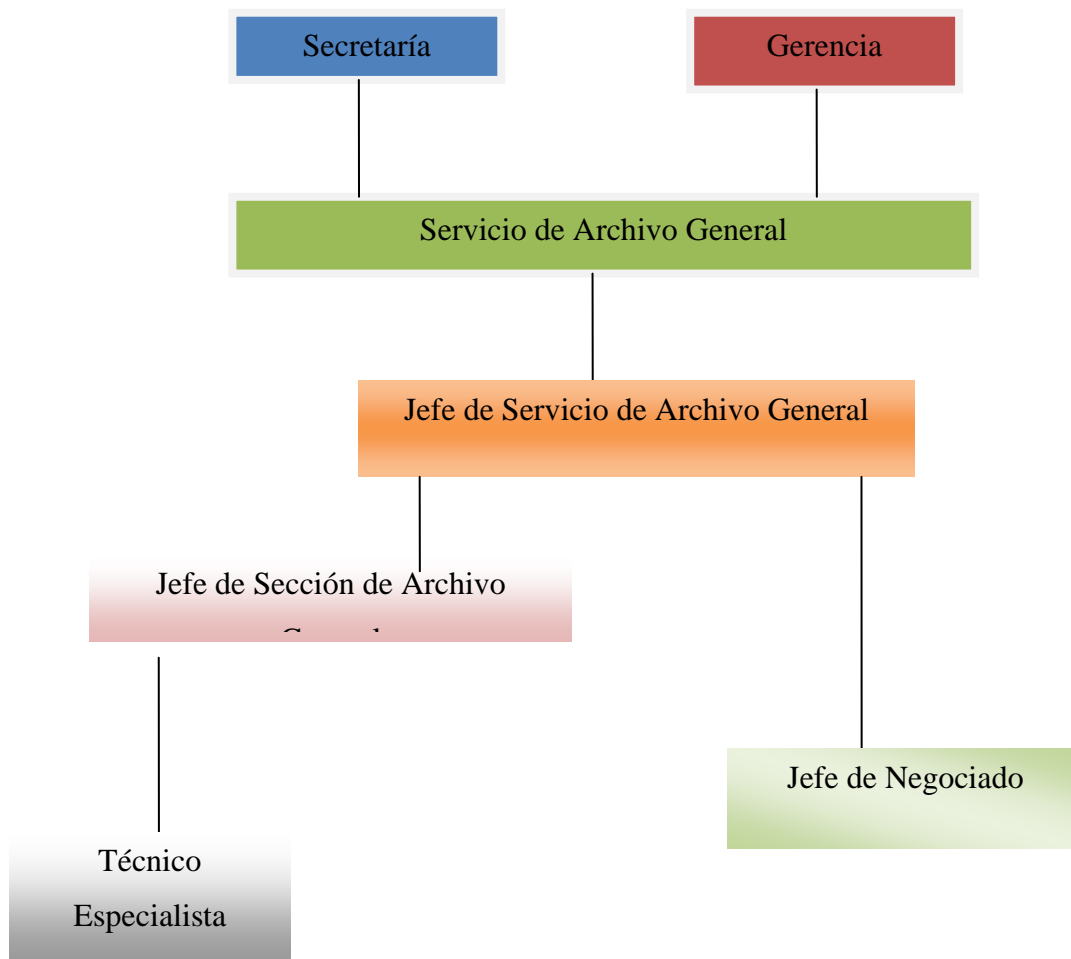 Secretaría
Gerencia
Servicio de Archivo General
Jefe de Servicio de Archivo General
Jefe de Sección de Archivo
Jefe de Negociado
Técnico
Especialista